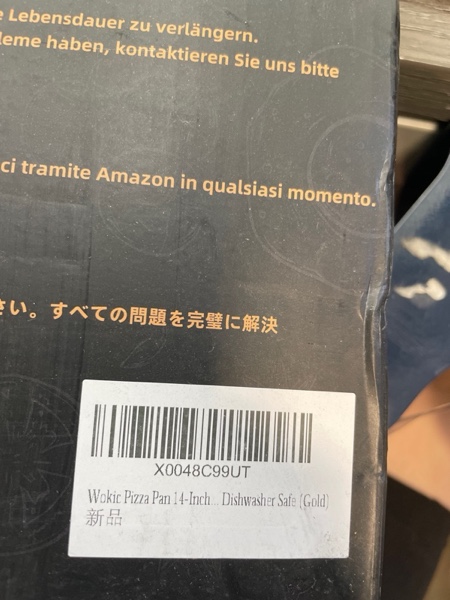 e Lebensdauer zu verlängern.
leme haben, kontaktieren Sie uns bitte
ci tramite Amazon in qualsiasi momento.
さい。すべての問題を完璧に解決
X0048C99UT
Wokic Pizza Pan 14-Inch... Dishwasher Safe (Gold)
新品